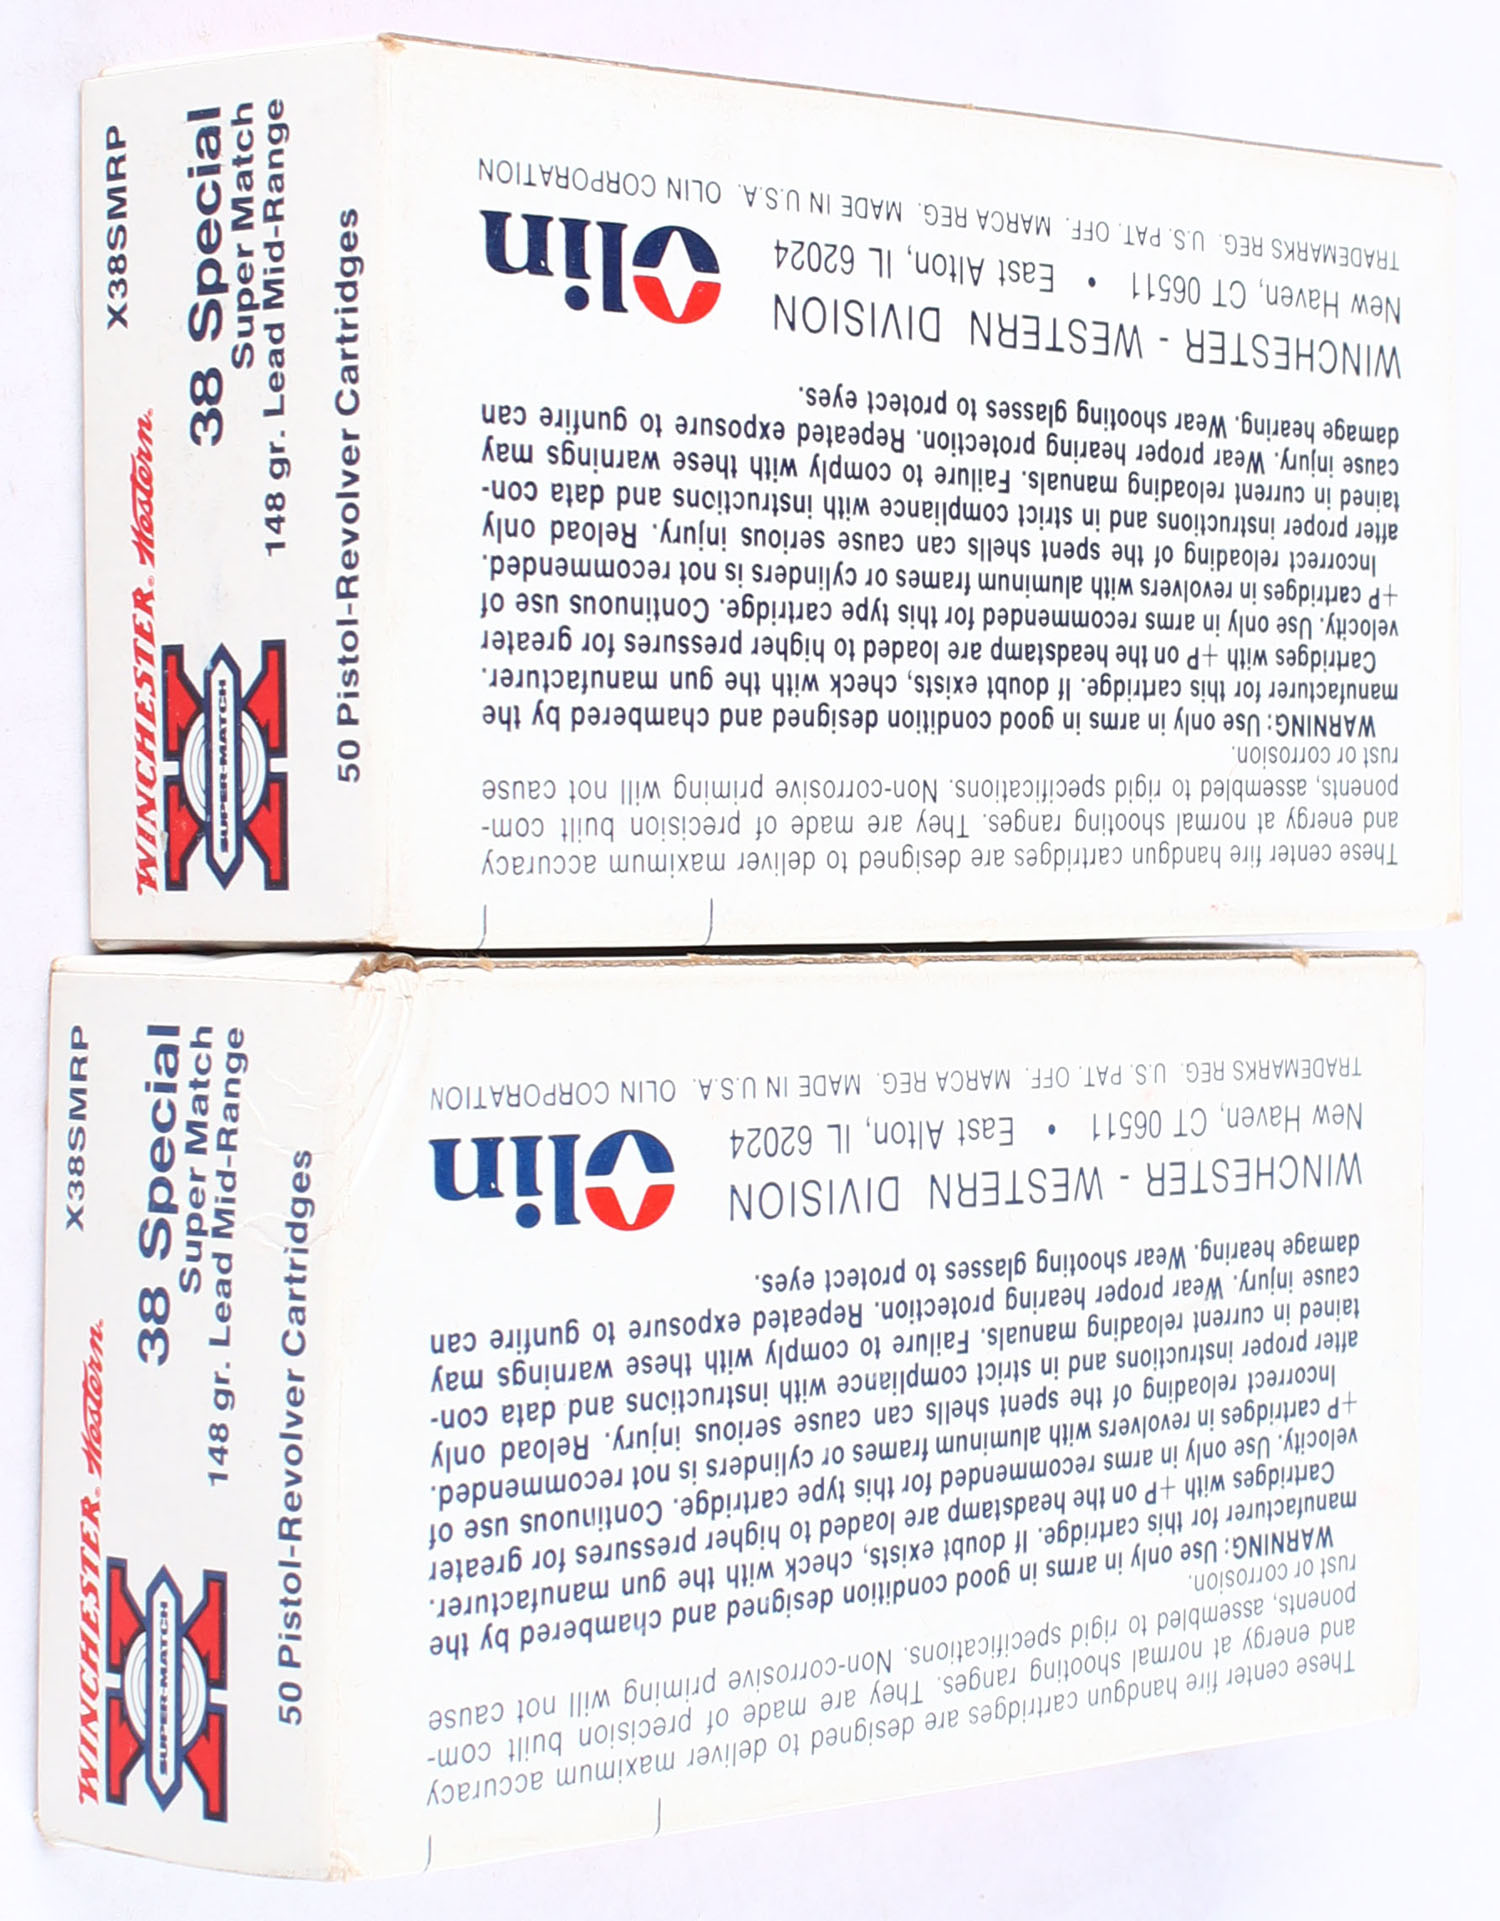 X38SMRP
WINCHESTER® Western®
38 Special
Super Match
148 gr. Lead Mid-Range
SUPER-MATCH
50 Pistol-Revolver Cartridges
These center fire handgun cartridges are designed to deliver maximum accuracy
and energy at normal shooting ranges. They are made of precision built com-
ponents, assembled to rigid specifications. Non-corrosive priming will not cause
rust or corrosion.
WARNING: Use only in arms in good condition designed and chambered by the
manufacturer for this cartridge. If doubt exists, check with the gun manufacturer.
Cartridges with +P on the headstamp are loaded to higher pressures for greater
velocity. Use only in arms recommended for this type cartridge. Continuous use of
+P cartridges in revolvers with aluminum frames or cylinders is not recommended.
Incorrect reloading of the spent shells can cause serious injury. Reload only
after proper instructions and in strict compliance with instructions and data con-
tained in current reloading manuals. Failure to comply with these warnings may
cause injury. Wear proper hearing protection. Repeated exposure to gunfire can
damage hearing. Wear shooting glasses to protect eyes.
WINCHESTER - WESTERN DIVISION
New Haven, CT 06511 • East Alton, IL 62024
Olin
TRADEMARKS REG. U.S. PAT. OFF. MARCA REG. MADE IN U.S.A. OLIN CORPORATION
X38SMRP
WINCHESTER® Western®
38 Special
Super Match
148 gr. Lead Mid-Range
SUPER-MATCH
50 Pistol-Revolver Cartridges
These center fire handgun cartridges are designed to deliver maximum accuracy
and energy at normal shooting ranges. They are made of precision built com-
ponents, assembled to rigid specifications. Non-corrosive priming will not cause
rust or corrosion.
WARNING: Use only in arms in good condition designed and chambered by the
manufacturer for this cartridge. If doubt exists, check with the gun manufacturer.
Cartridges with +P on the headstamp are loaded to higher pressures for greater
velocity. Use only in arms recommended for this type cartridge. Continuous use of
+P cartridges in revolvers with aluminum frames or cylinders is not recommended.
Incorrect reloading of the spent shells can cause serious injury. Reload only
after proper instructions and in strict compliance with instructions and data con-
tained in current reloading manuals. Failure to comply with these warnings may
cause injury. Wear proper hearing protection. Repeated exposure to gunfire can
damage hearing. Wear shooting glasses to protect eyes.
WINCHESTER - WESTERN DIVISION
New Haven, CT 06511 • East Alton, IL 62024
Olin
TRADEMARKS REG. U.S. PAT. OFF. MARCA REG. MADE IN U.S.A. OLIN CORPORATION